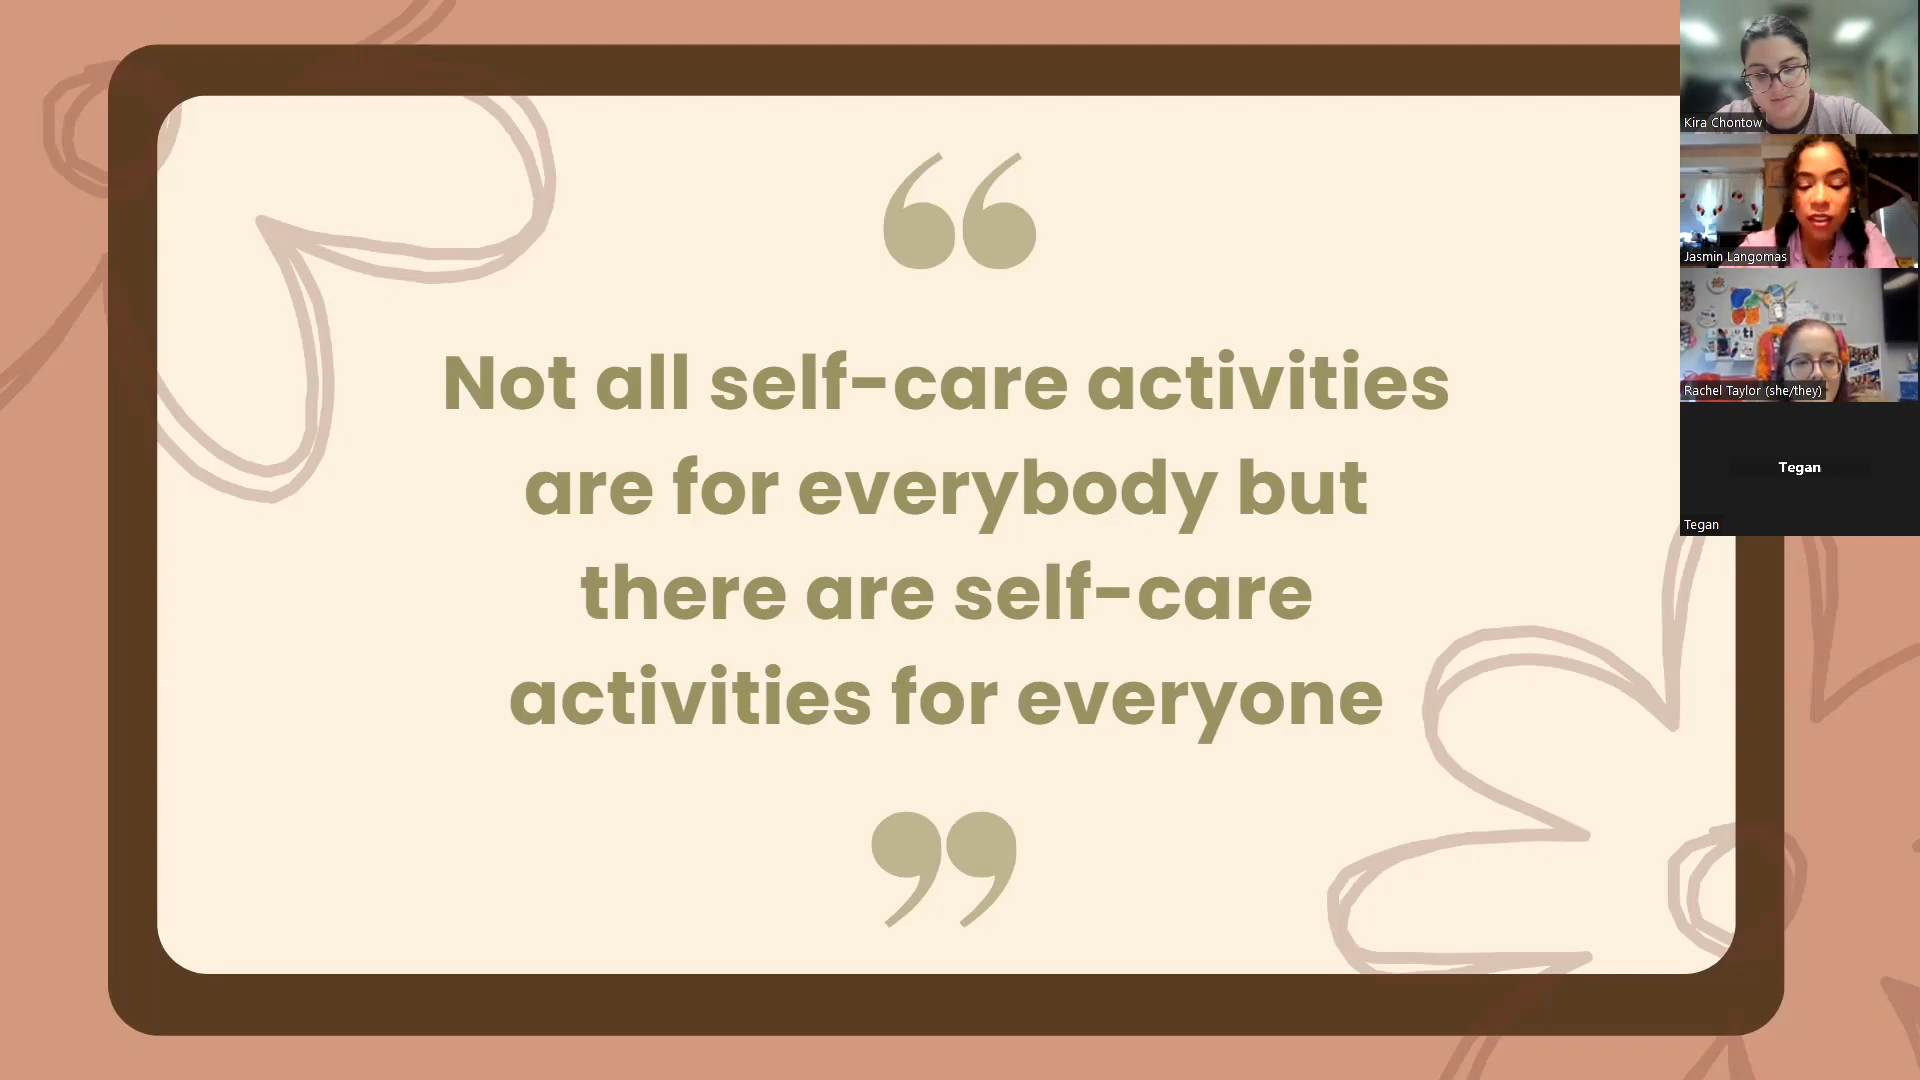 “
Not all self-care activities
are for everybody but
there are self-care
activities for everyone
”
Kira Chontow
Jasmin Langomas
Rachel Taylor (she/they)
Tegan
Tegan